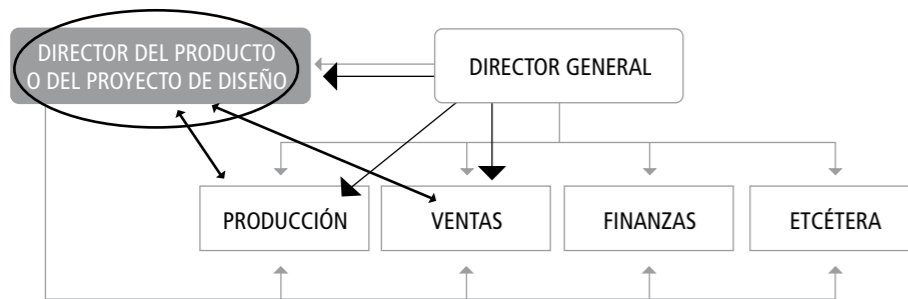 DIRECTOR DEL PRODUCTO
O DEL PROYECTO DE DISEÑO
DIRECTOR GENERAL
PRODUCCIÓN
VENTAS
FINANZAS
ETCÉTERA